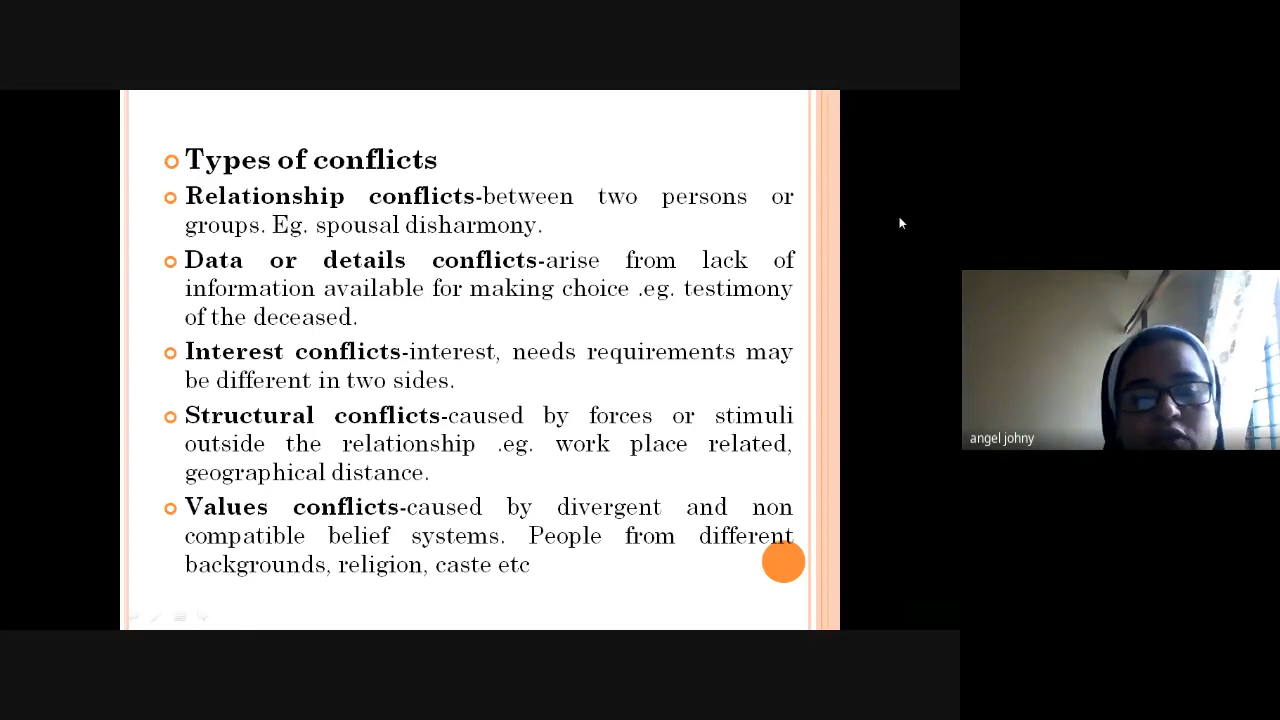 Types of conflicts
Relationship conflicts-between two persons or
groups. Eg. spousal disharmony.
Data or details conflicts-arise from lack of
information available for making choice .eg. testimony
of the deceased.
Interest conflicts-interest, needs requirements may
be different in two sides.
Structural conflicts-caused by forces or stimuli
outside the relationship .eg. work place related,
geographical distance.
Values conflicts-caused by divergent and non
compatible belief systems. People from different
backgrounds, religion, caste etc
angel johny